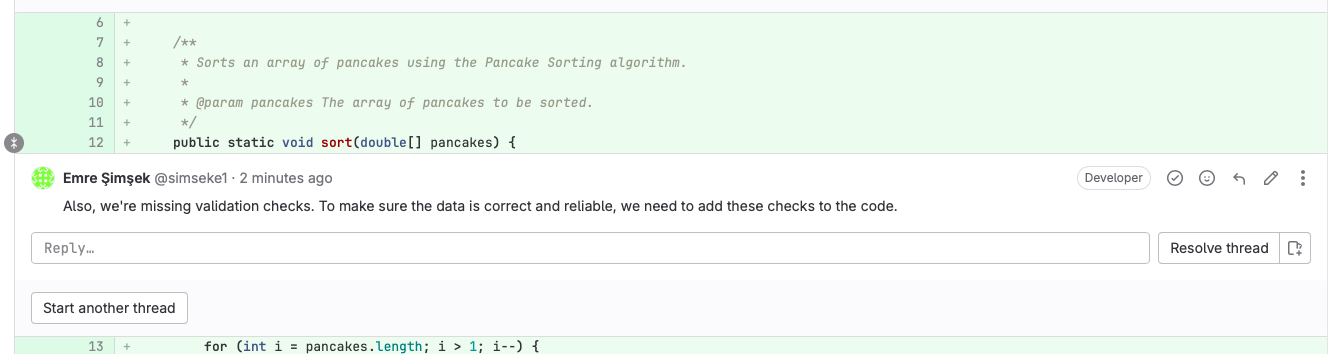 6 +
7 + /**
8 + * Sorts an array of pancakes using the Pancake Sorting algorithm.
9 + *
10 + * @param pancakes The array of pancakes to be sorted.
11 + */
12 + public static void sort(double[] pancakes) {
Emre Şimşek @simseke1 · 2 minutes ago Developer
Also, we're missing validation checks. To make sure the data is correct and reliable, we need to add these checks to the code.
Reply… Resolve thread
Start another thread
13 + for (int i = pancakes.length; i > 1; i--) {